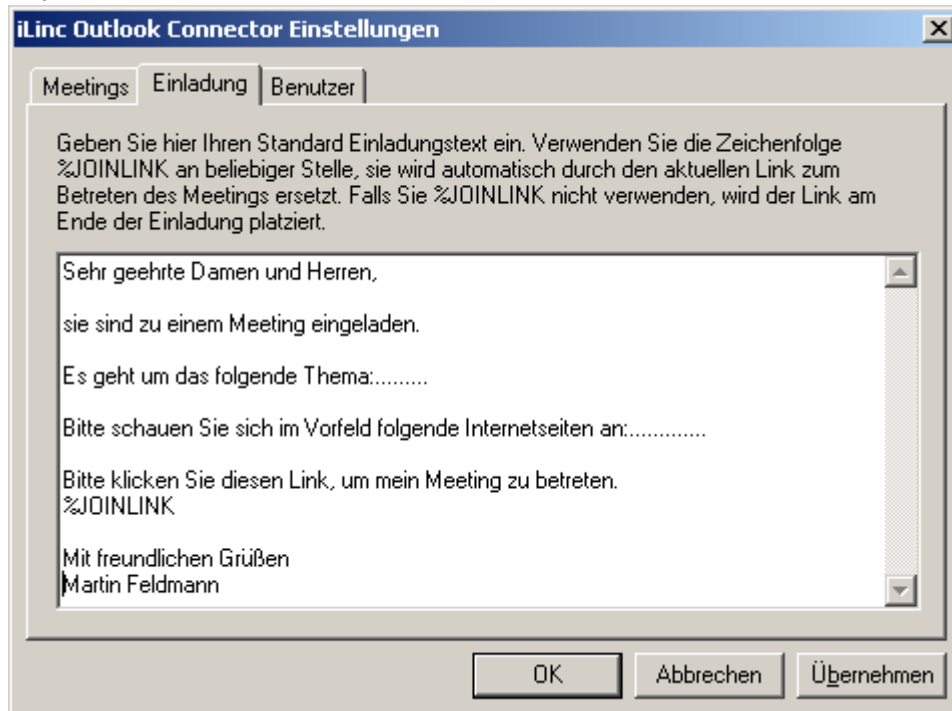 iLinc Outlook Connector Einstellungen
Meetings Einladung Benutzer
Geben Sie hier Ihren Standard Einladungstext ein. Verwenden Sie die Zeichenfolge
%JOINLINK an beliebiger Stelle, sie wird automatisch durch den aktuellen Link zum
Betreten des Meetings ersetzt. Falls Sie %JOINLINK nicht verwenden, wird der Link am
Ende der Einladung platziert.
Sehr geehrte Damen und Herren,
sie sind zu einem Meeting eingeladen.
Es geht um das folgende Thema:.........
Bitte schauen Sie sich im Vorfeld folgende Internetseiten an:.............
Bitte klicken Sie diesen Link, um mein Meeting zu betreten.
%JOINLINK
Mit freundlichen Grüßen
Martin Feldmann
OK Abbrechen Übernehmen